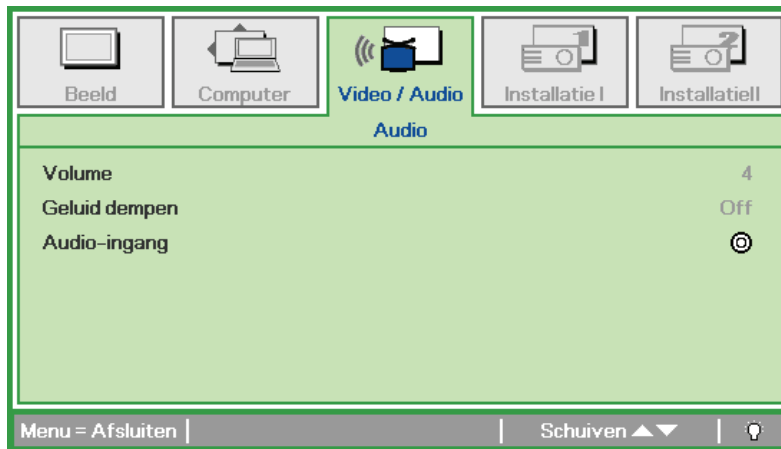 Beeld
Computer
Video / Audio
Installatie I
InstallatieII
Audio
Volume 4
Geluid dempen Off
Audio-ingang
Menu = Afsluiten
Schuiven